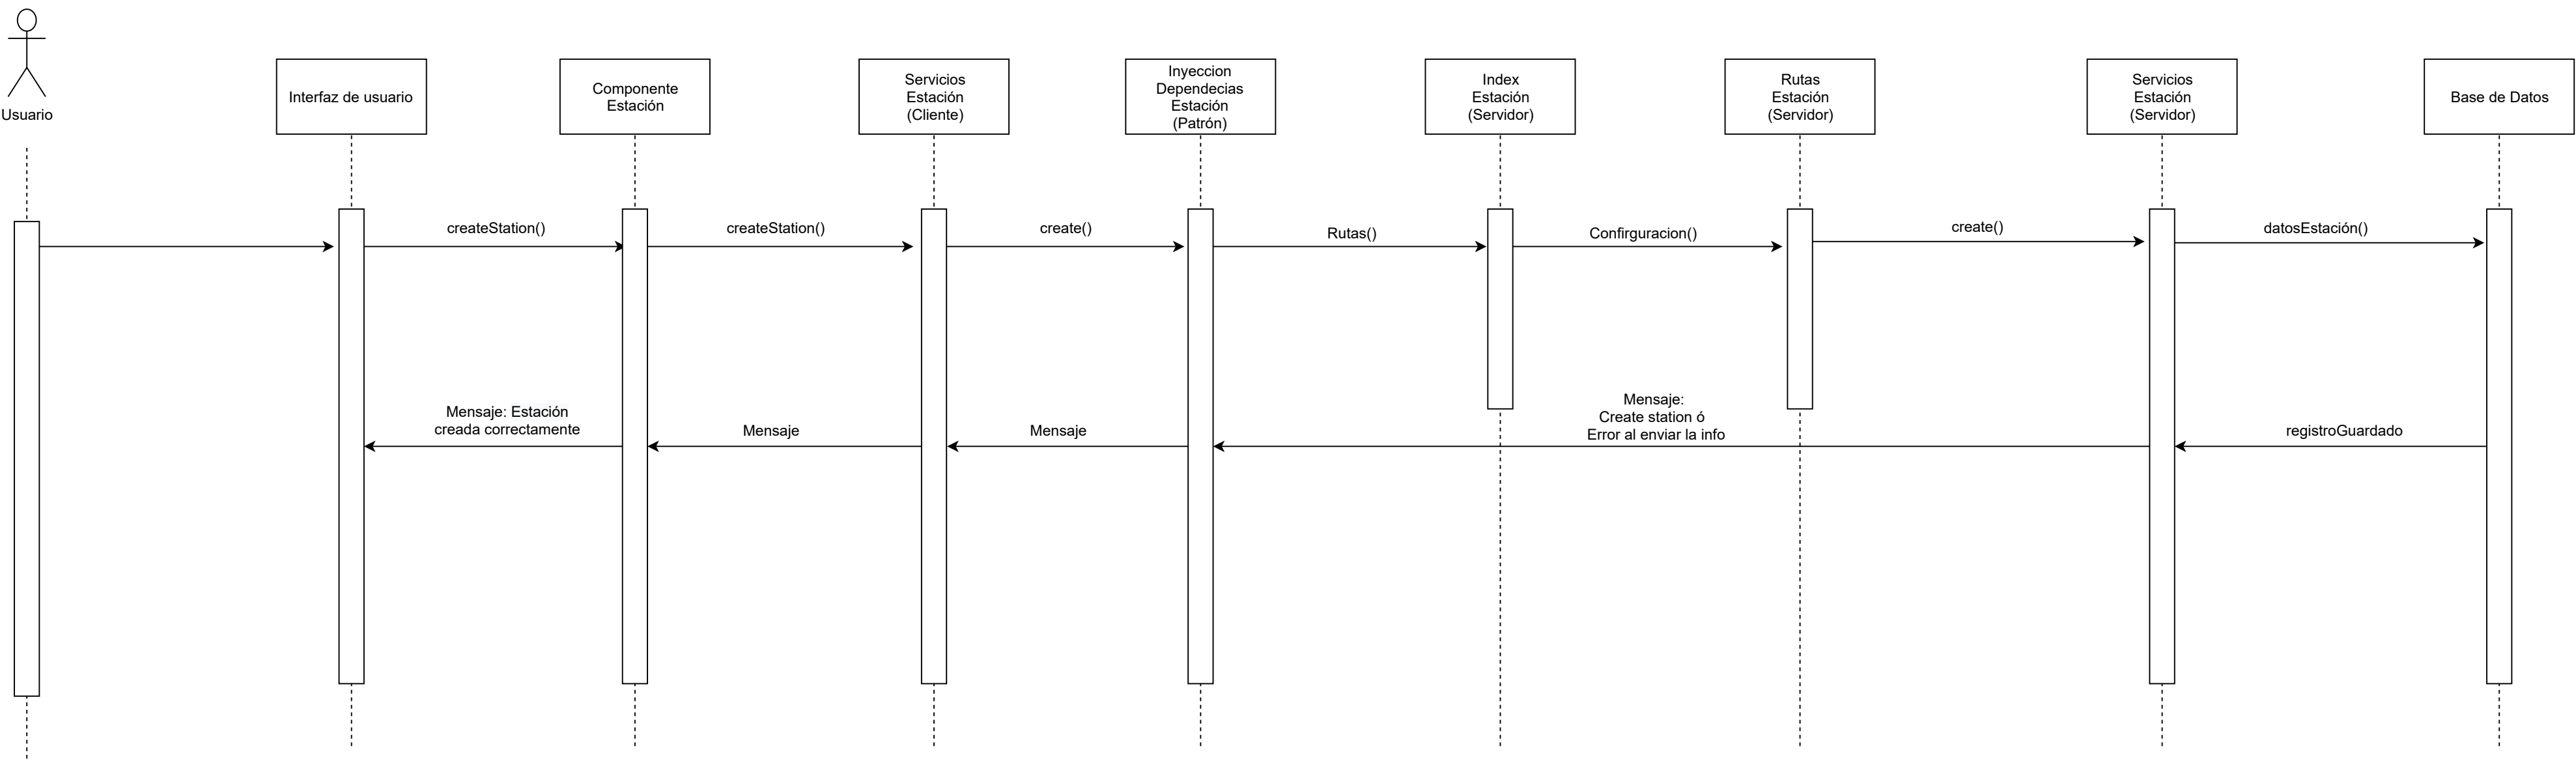 Usuario
Interfaz de usuario
Componente
Estación
Servicios
Estación
(Cliente)
Inyeccion
Dependecias
Estación
(Patrón)
Index
Estación
(Servidor)
Rutas
Estación
(Servidor)
Servicios
Estación
(Servidor)
Base de Datos
createStation()
createStation()
create()
Rutas()
Confirguracion()
create()
datosEstación()
Mensaje: Estación
creada correctamente
Mensaje
Mensaje
Mensaje:
Create station ó
Error al enviar la info
registroGuardado